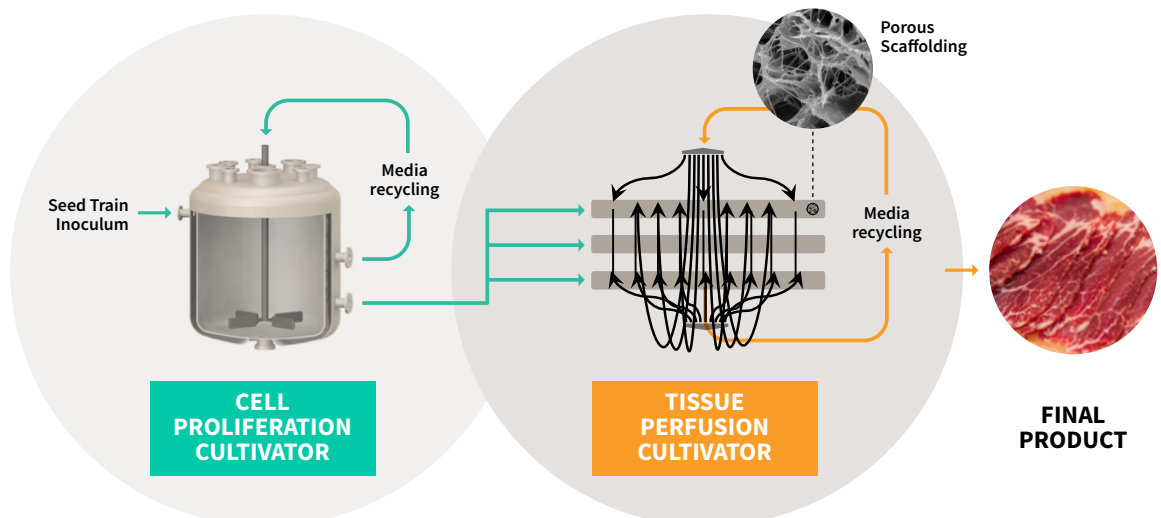 Porous
Scaffolding
Media
recycling
Seed Train
Inoculum
Media
recycling
CELL
PROLIFERATION
CULTIVATOR
TISSUE
PERFUSION
CULTIVATOR
FINAL
PRODUCT